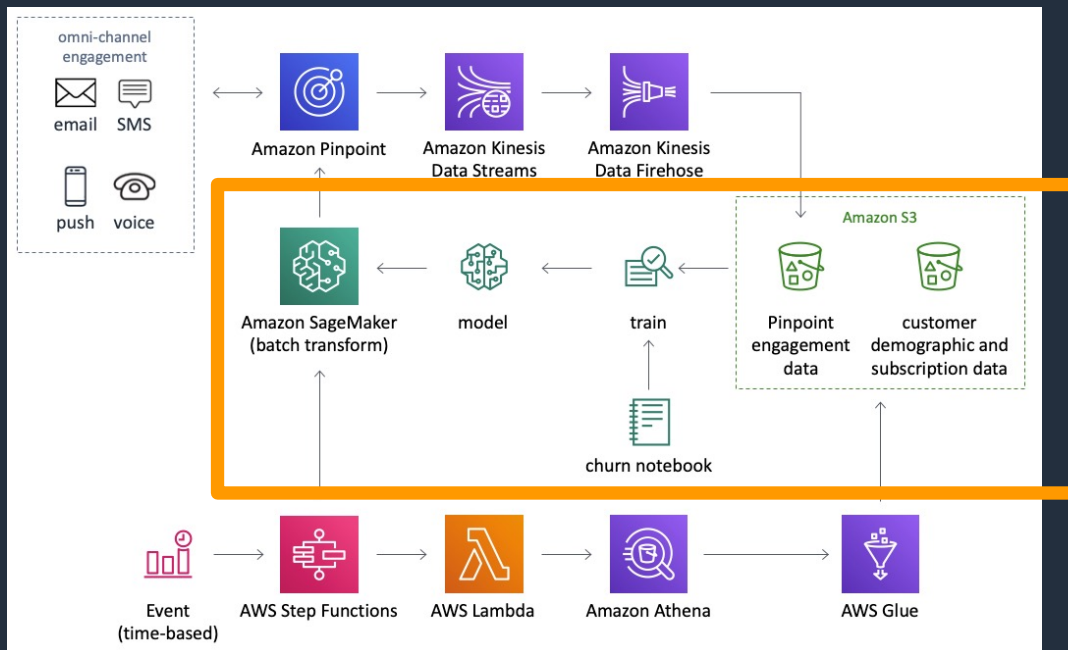 omni-channel
engagement
email
SMS
push
voice
Amazon Pinpoint
Amazon Kinesis
Data Streams
Amazon Kinesis
Data Firehose
Amazon S3
Pinpoint
engagement
data
customer
demographic and
subscription data
train
model
Amazon SageMaker
(batch transform)
churn notebook
Event
(time-based)
AWS Step Functions
AWS Lambda
Amazon Athena
AWS Glue